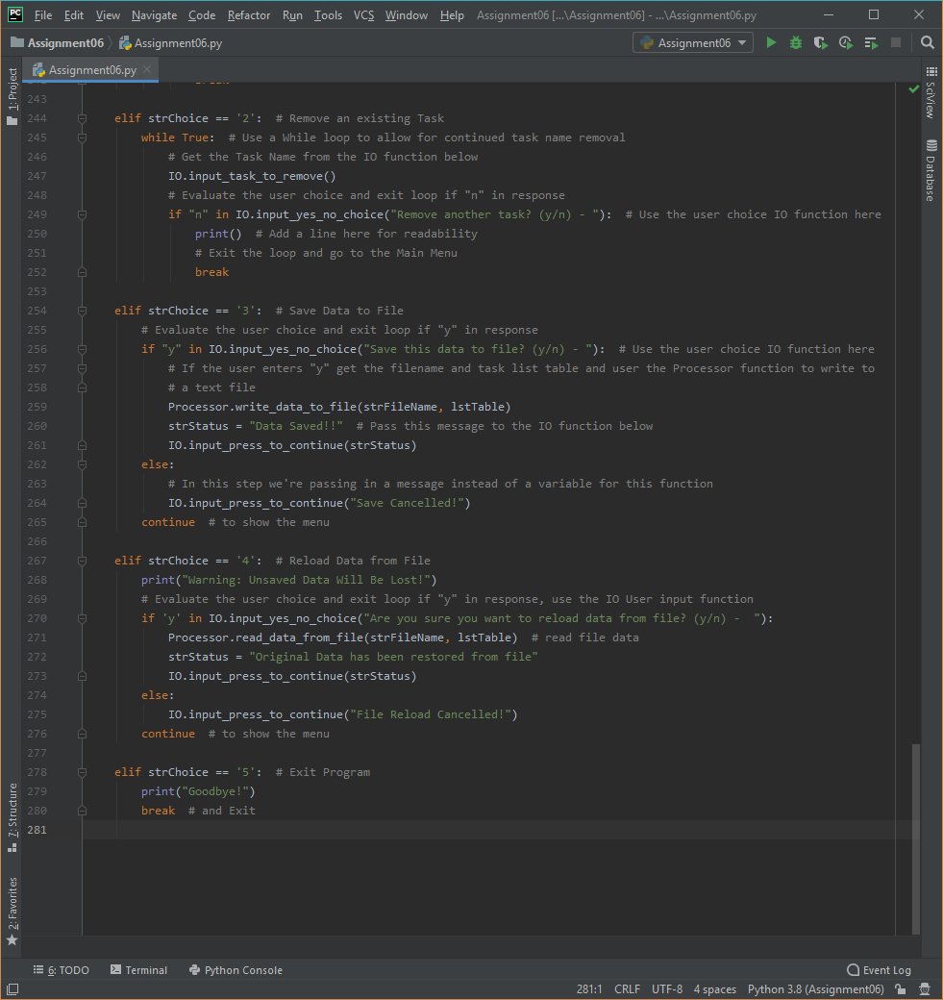 PC File Edit View Navigate Code Refactor Run Tools VCS Window Help Assignment06 [...\Assignment06] - ...\Assignment06.py
Assignment06 Assignment06.py Assignment06
Assignment06.py
1: Project
SciView
Database
243
244 elif strChoice == '2':  # Remove an existing Task
245 while True:  # Use a While loop to allow for continued task name removal
246 # Get the Task Name from the IO function below
247 IO.input_task_to_remove()
248 # Evaluate the user choice and exit loop if "n" in response
249 if "n" in IO.input_yes_no_choice("Remove another task? (y/n) - "):  # Use the user choice IO function here
250 print()  # Add a line here for readability
251 # Exit the loop and go to the Main Menu
252 break
253
254 elif strChoice == '3':  # Save Data to File
255 # Evaluate the user choice and exit loop if "y" in response
256 if "y" in IO.input_yes_no_choice("Save this data to file? (y/n) - "):  # Use the user choice IO function here
257 # If the user enters "y" get the filename and task list table and user the Processor function to write to
258 # a text file
259 Processor.write_data_to_file(strFileName, lstTable)
260 strStatus = "Data Saved!!"  # Pass this message to the IO function below
261 IO.input_press_to_continue(strStatus)
262 else:
263 # In this step we're passing in a message instead of a variable for this function
264 IO.input_press_to_continue("Save Cancelled!")
265 continue  # to show the menu
266
267 elif strChoice == '4':  # Reload Data from File
268 print("Warning: Unsaved Data Will Be Lost!")
269 # Evaluate the user choice and exit loop if "y" in response, use the IO User input function
270 if 'y' in IO.input_yes_no_choice("Are you sure you want to reload data from file? (y/n) -  "):
271 Processor.read_data_from_file(strFileName, lstTable)  # read file data
272 strStatus = "Original Data has been restored from file"
273 IO.input_press_to_continue(strStatus)
274 else:
275 IO.input_press_to_continue("File Reload Cancelled!")
276 continue  # to show the menu
277
278 elif strChoice == '5':  # Exit Program
279 print("Goodbye!")
280 break  # and Exit
281
7: Structure
2: Favorites
6: TODO Terminal Python Console Event Log
281:1 CRLF UTF-8 4 spaces Python 3.8 (Assignment06)